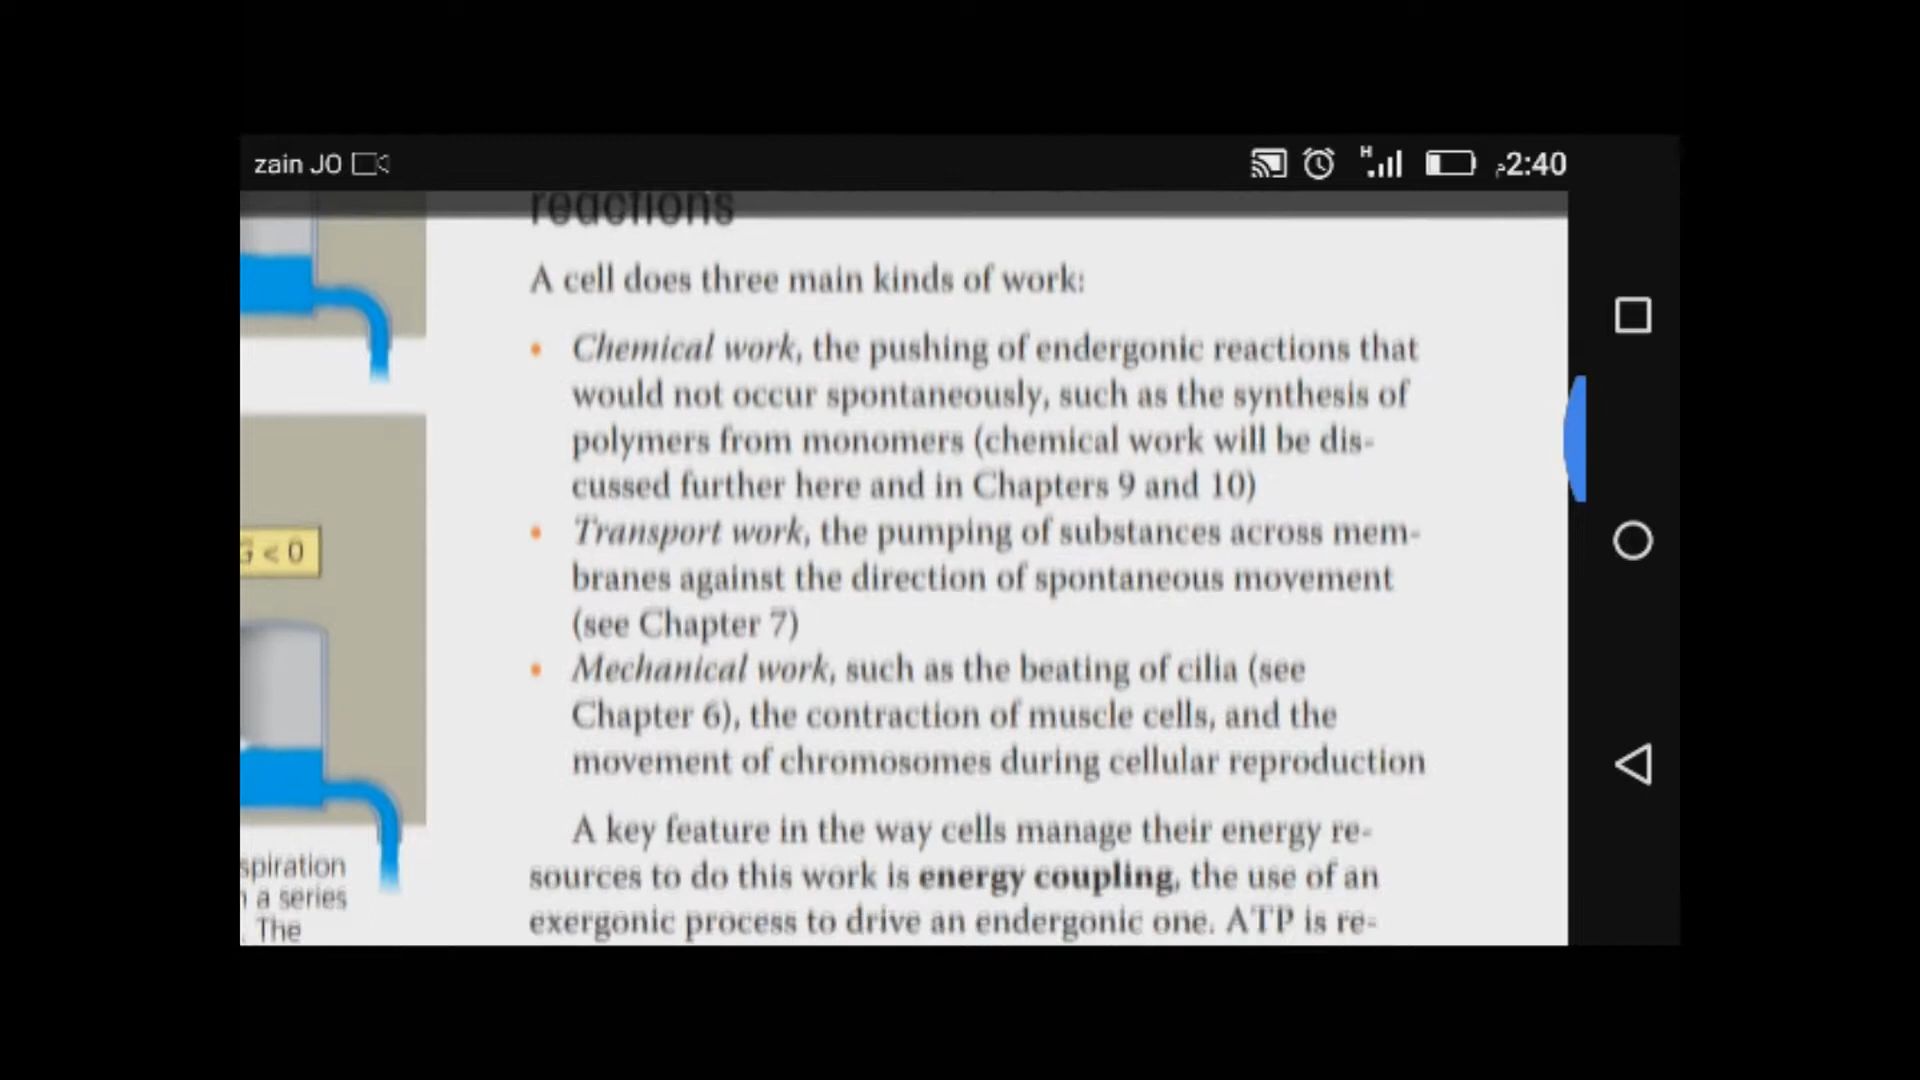 zain JO
H
2:40م
reactions
A cell does three main kinds of work:
• Chemical work, the pushing of endergonic reactions that
would not occur spontaneously, such as the synthesis of
polymers from monomers (chemical work will be dis-
cussed further here and in Chapters 9 and 10)
• Transport work, the pumping of substances across mem-
branes against the direction of spontaneous movement
(see Chapter 7)
• Mechanical work, such as the beating of cilia (see
Chapter 6), the contraction of muscle cells, and the
movement of chromosomes during cellular reproduction
A key feature in the way cells manage their energy re-
sources to do this work is energy coupling, the use of an
exergonic process to drive an endergonic one. ATP is re-
G < 0
spiration
a series
. The